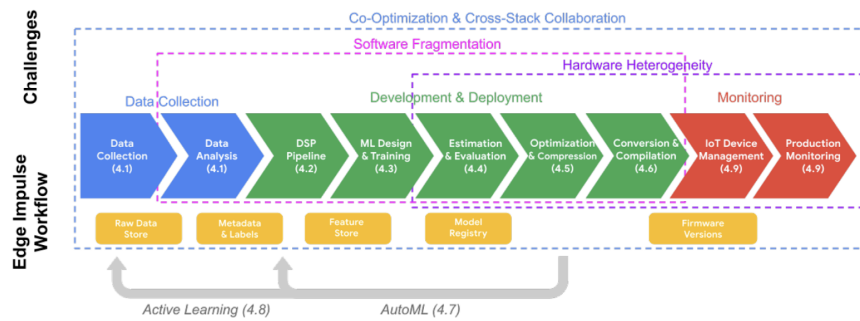 Challenges
Co-Optimization & Cross-Stack Collaboration
Software Fragmentation
Hardware Heterogeneity
Data Collection
Development & Deployment
Monitoring
Edge Impulse
Workflow
Data
Collection
(4.1)
Data
Analysis
(4.1)
DSP
Pipeline
(4.2)
ML Design
& Training
(4.3)
Estimation
& Evaluation
(4.4)
Optimization
& Compression
(4.5)
Conversion &
Compilation
(4.6)
IoT Device
Management
(4.9)
Production
Monitoring
(4.9)
Raw Data
Store
Metadata
& Labels
Feature
Store
Model
Registry
Firmware
Versions
Active Learning (4.8)
AutoML (4.7)